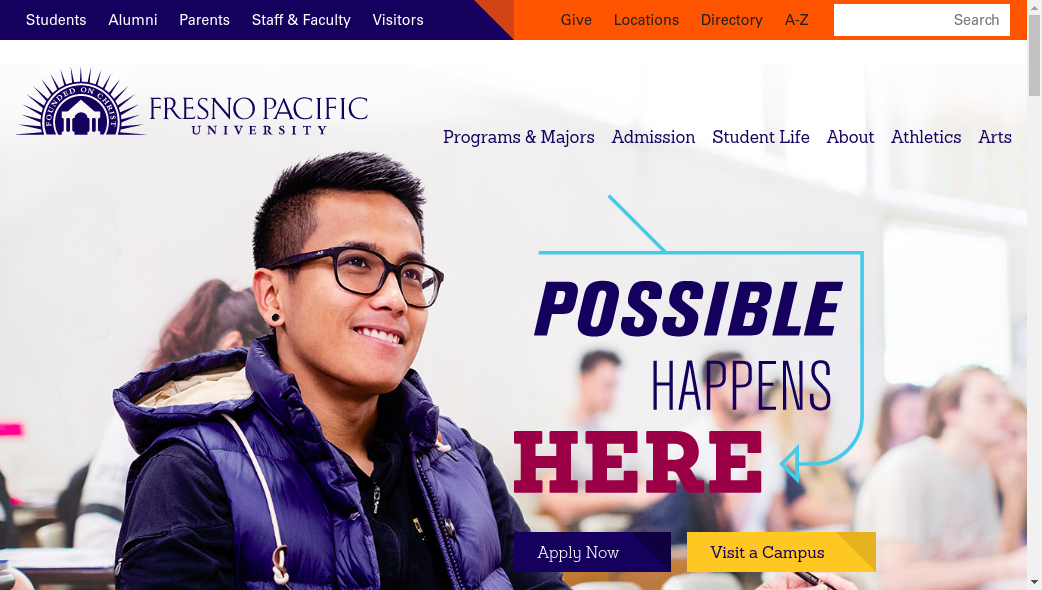 Students Alumni Parents Staff & Faculty Visitors Give Locations Directory A-Z Search
FOUNDED ON CHRIST
FRESNO PACIFIC
UNIVERSITY
Programs & Majors Admission Student Life About Athletics Arts
POSSIBLE
HAPPENS
HERE
Apply Now Visit a Campus